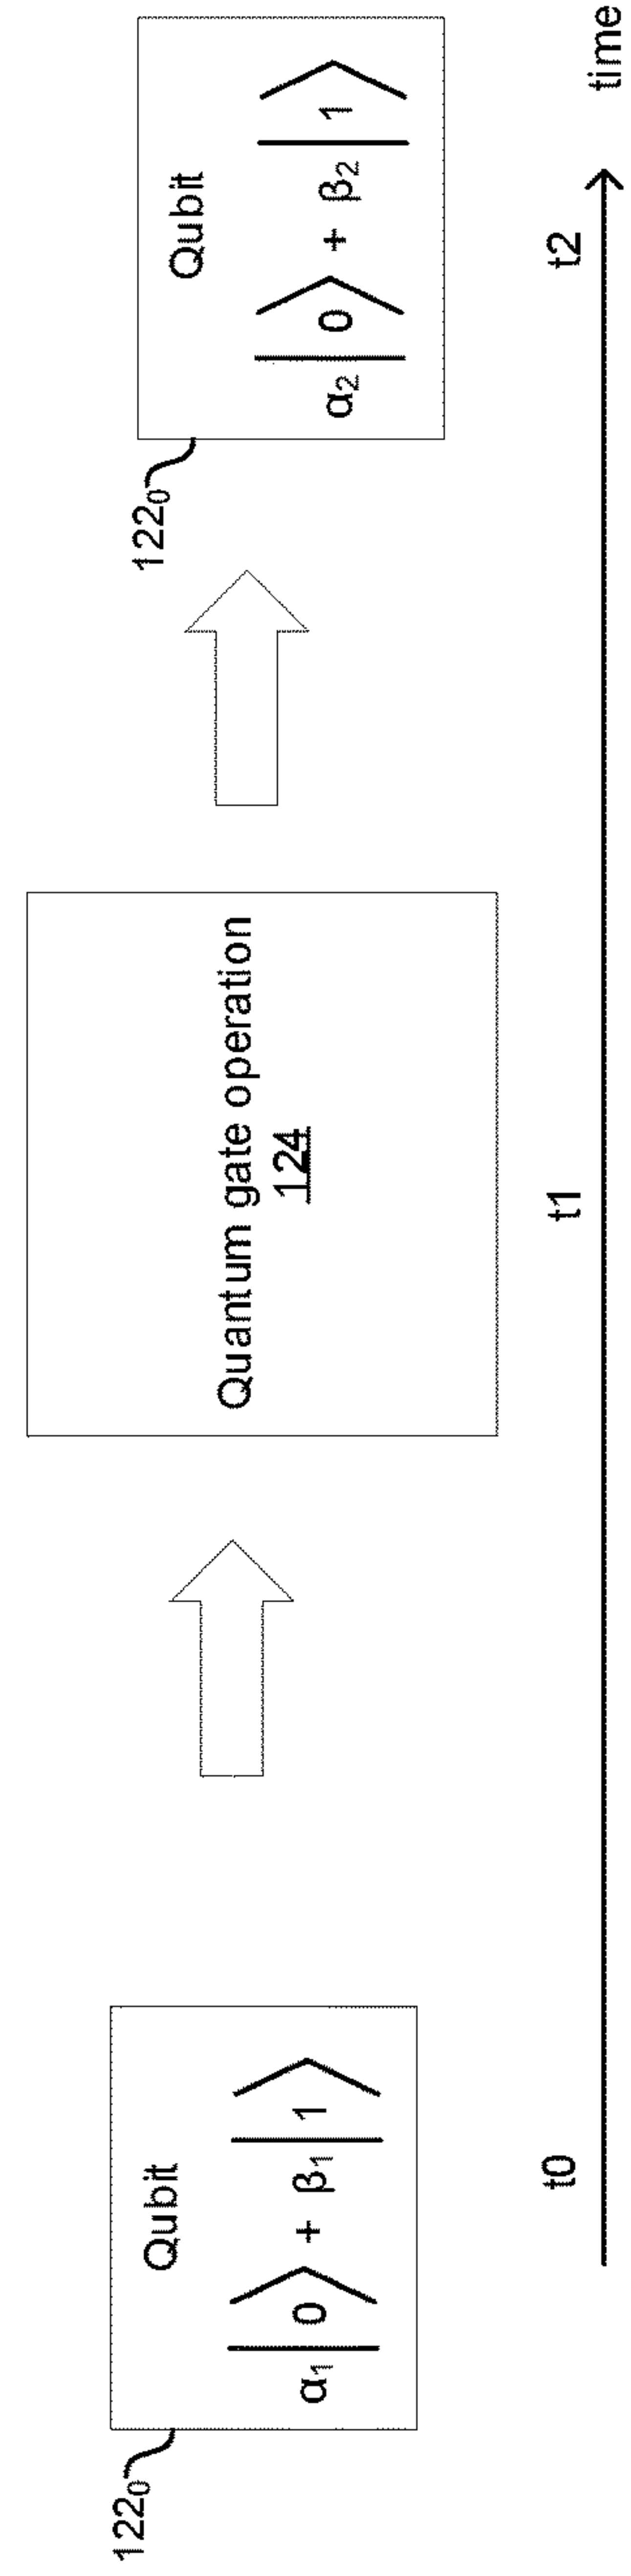 122₀
Qubit
α₁|0⟩ + β₁|1⟩
Quantum gate operation
124
122₀
Qubit
α₂|0⟩ + β₂|1⟩
t0
t1
t2
time